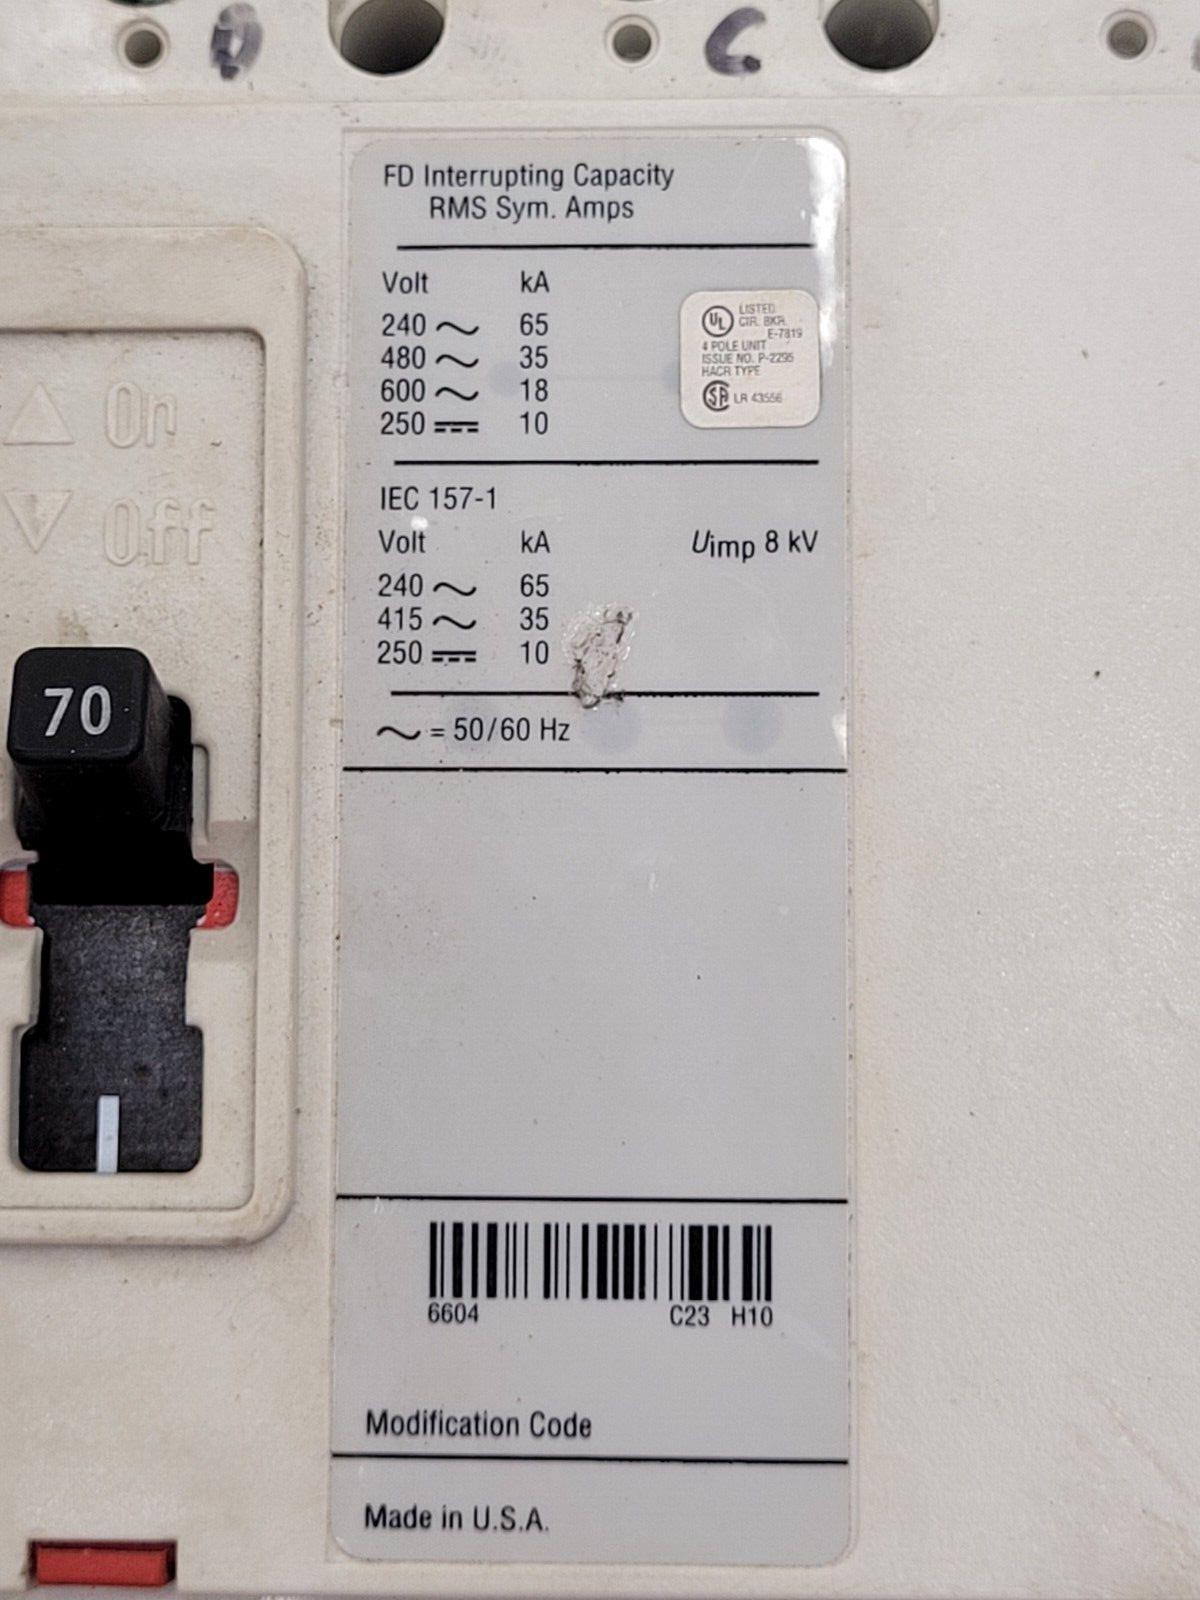 D C
FD Interrupting Capacity
RMS Sym. Amps
Volt kA
240 ~ 65
480 ~ 35
600 ~ 18
250 ⎓ 10
UL LISTED
CIR. BKR.
E-7819
4 POLE UNIT
ISSUE NO. P-2295
HACR TYPE
SA LR 43556
On
Off
IEC 157-1
Volt kA Uimp 8 kV
240 ~ 65
415 ~ 35
250 ⎓ 10
~ = 50/60 Hz
70
6604 C23 H10
Modification Code
Made in U.S.A.